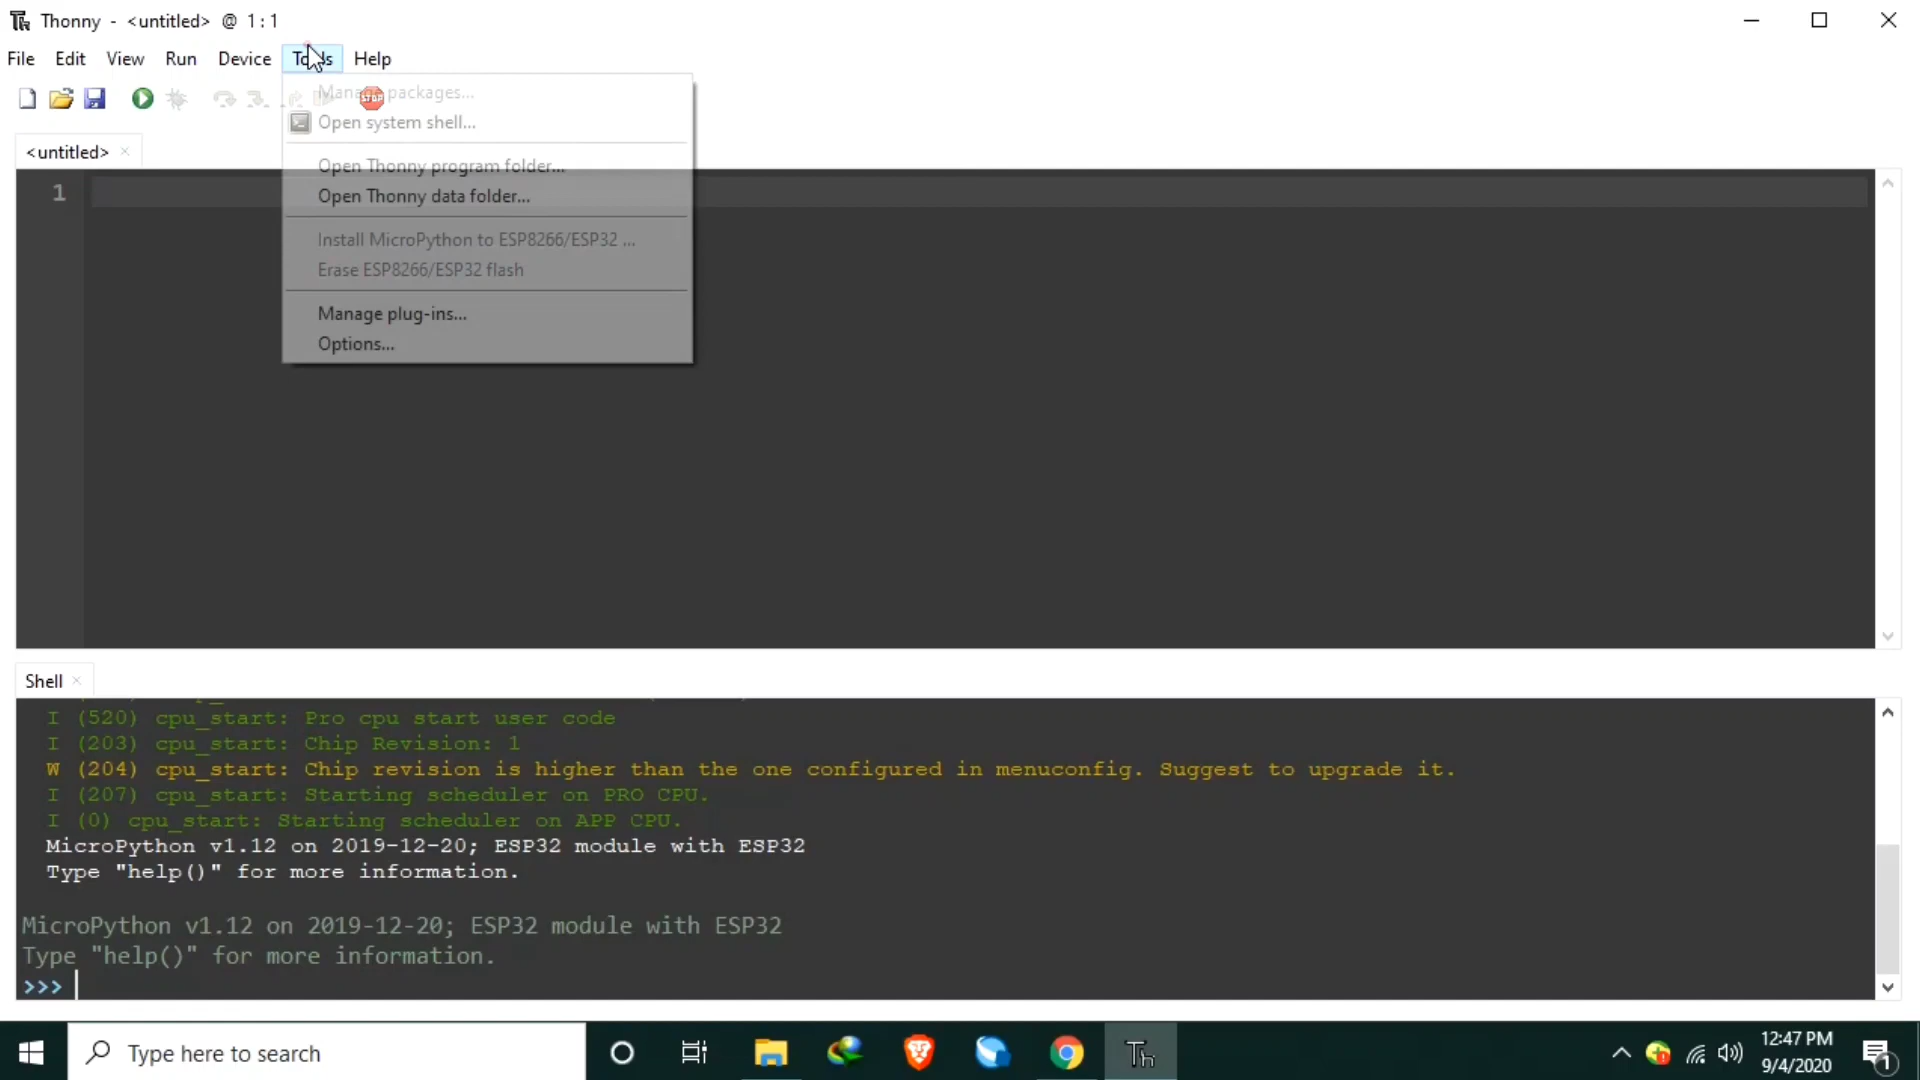 Thonny - <untitled> @ 1:1
File Edit View Run Device Tools Help
Manage packages...
STOP
Open system shell...
<untitled>
Open Thonny program folder...
1
Open Thonny data folder...
Install MicroPython to ESP8266/ESP32 ...
Erase ESP8266/ESP32 flash
Manage plug-ins...
Options...
Shell
I (520) cpu_start: Pro cpu start user code
I (203) cpu_start: Chip Revision: 1
W (204) cpu_start: Chip revision is higher than the one configured in menuconfig. Suggest to upgrade it.
I (207) cpu_start: Starting scheduler on PRO CPU.
I (0) cpu_start: Starting scheduler on APP CPU.
MicroPython v1.12 on 2019-12-20; ESP32 module with ESP32
Type "help()" for more information.
MicroPython v1.12 on 2019-12-20; ESP32 module with ESP32
Type "help()" for more information.
>>>
Type here to search
Th
12:47 PM
9/4/2020
1